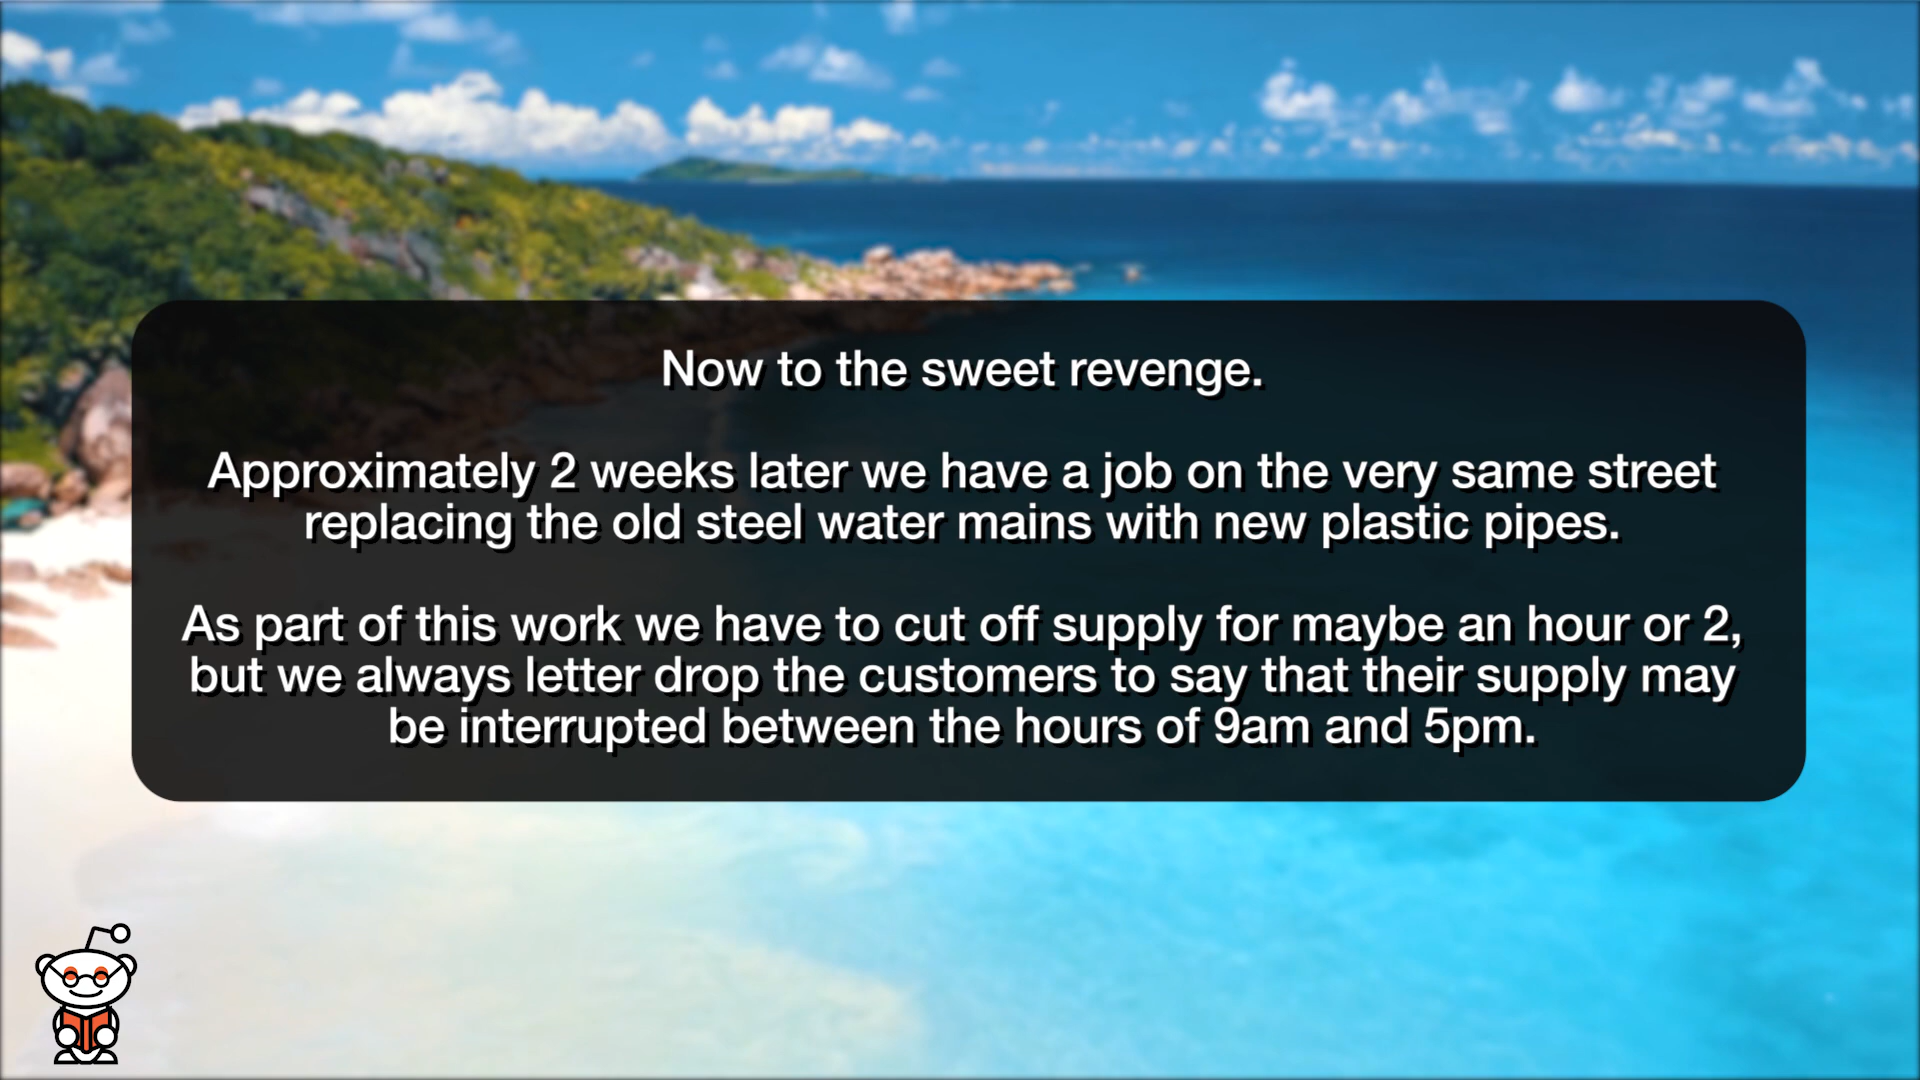 Now to the sweet revenge.
Approximately 2 weeks later we have a job on the very same street
replacing the old steel water mains with new plastic pipes.
As part of this work we have to cut off supply for maybe an hour or 2,
but we always letter drop the customers to say that their supply may
be interrupted between the hours of 9am and 5pm.